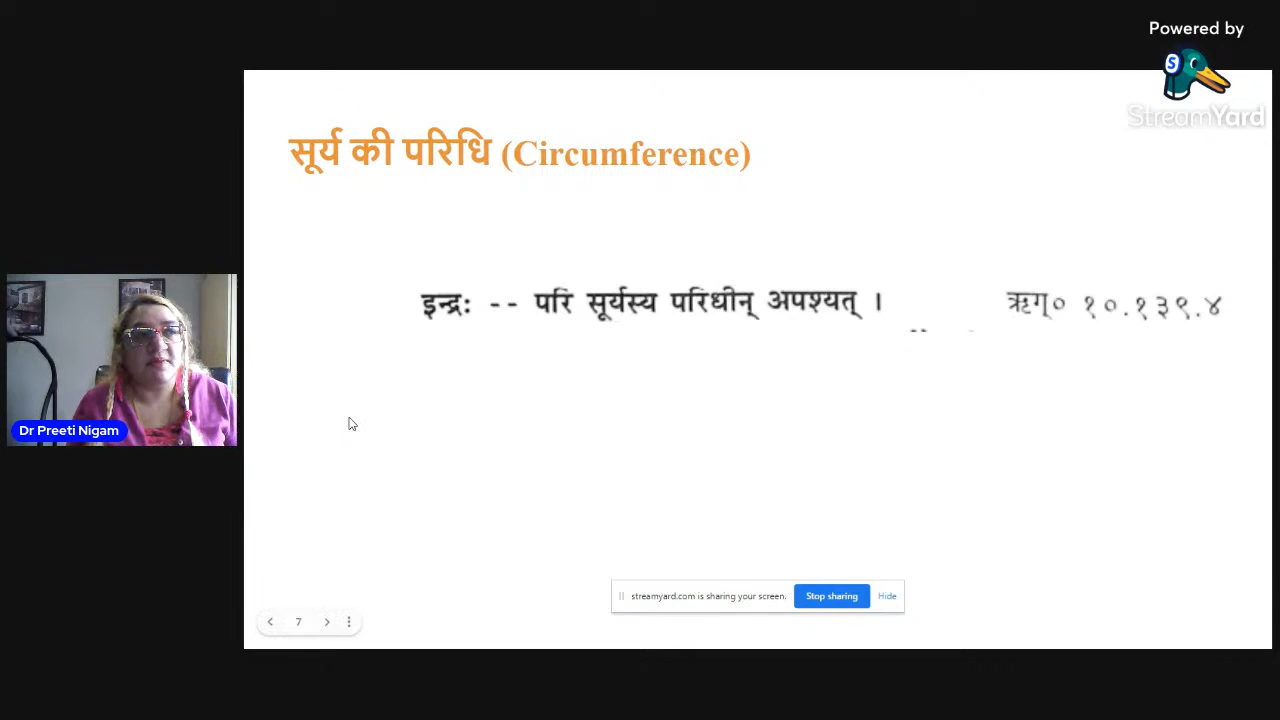 Powered by
StreamYard
सूर्य की परिधि (Circumference)
इन्द्रः -- परि सूर्यस्य परिधीन् अपश्यत् । ऋग्० १०.१३९.४
Dr Preeti Nigam
streamyard.com is sharing your screen. Stop sharing Hide
7